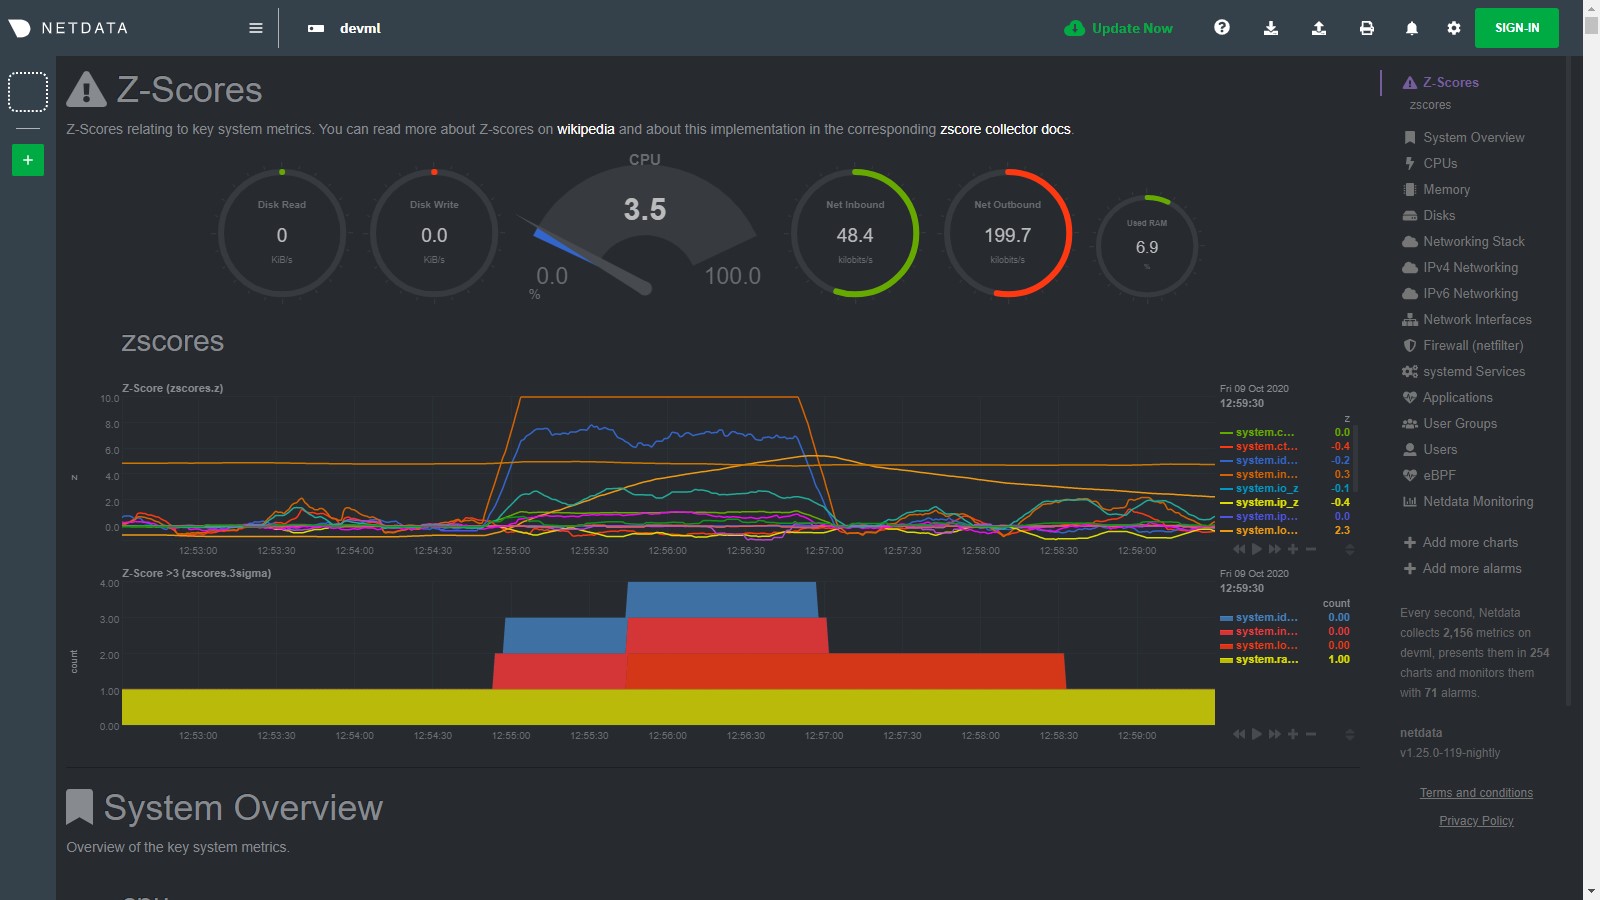 NETDATA
devml
Update Now
SIGN-IN
+
Z-Scores
Z-Scores relating to key system metrics. You can read more about Z-scores on wikipedia and about this implementation in the corresponding zscore collector docs.
Disk Read
0
KiB/s
Disk Write
0.0
KiB/s
CPU
3.5
0.0
100.0
%
Net Inbound
48.4
kilobits/s
Net Outbound
199.7
kilobits/s
Used RAM
6.9
%
zscores
Z-Score (zscores.z)
10.0
8.0
6.0
4.0
2.0
0.0
z
12:53:00 12:53:30 12:54:00 12:54:30 12:55:00 12:55:30 12:56:00 12:56:30 12:57:00 12:57:30 12:58:00 12:58:30 12:59:00
Fri 09 Oct 2020
12:59:30
z
system.c... 0.0
system.ct... -0.4
system.id... -0.2
system.in... 0.3
system.io_z -0.1
system.ip_z -0.4
system.ip... 0.0
system.lo... 2.3
Z-Score >3 (zscores.3sigma)
4.00
3.00
2.00
1.00
0.00
count
12:53:00 12:53:30 12:54:00 12:54:30 12:55:00 12:55:30 12:56:00 12:56:30 12:57:00 12:57:30 12:58:00 12:58:30 12:59:00
Fri 09 Oct 2020
12:59:30
count
system.id... 0.00
system.in... 0.00
system.lo... 0.00
system.ra... 1.00
System Overview
Overview of the key system metrics.
Z-Scores
zscores
System Overview
CPUs
Memory
Disks
Networking Stack
IPv4 Networking
IPv6 Networking
Network Interfaces
Firewall (netfilter)
systemd Services
Applications
User Groups
Users
eBPF
Netdata Monitoring
Add more charts
Add more alarms
Every second, Netdata
collects 2,156 metrics on
devml, presents them in 254
charts and monitors them
with 71 alarms.
netdata
v1.25.0-119-nightly
Terms and conditions
Privacy Policy